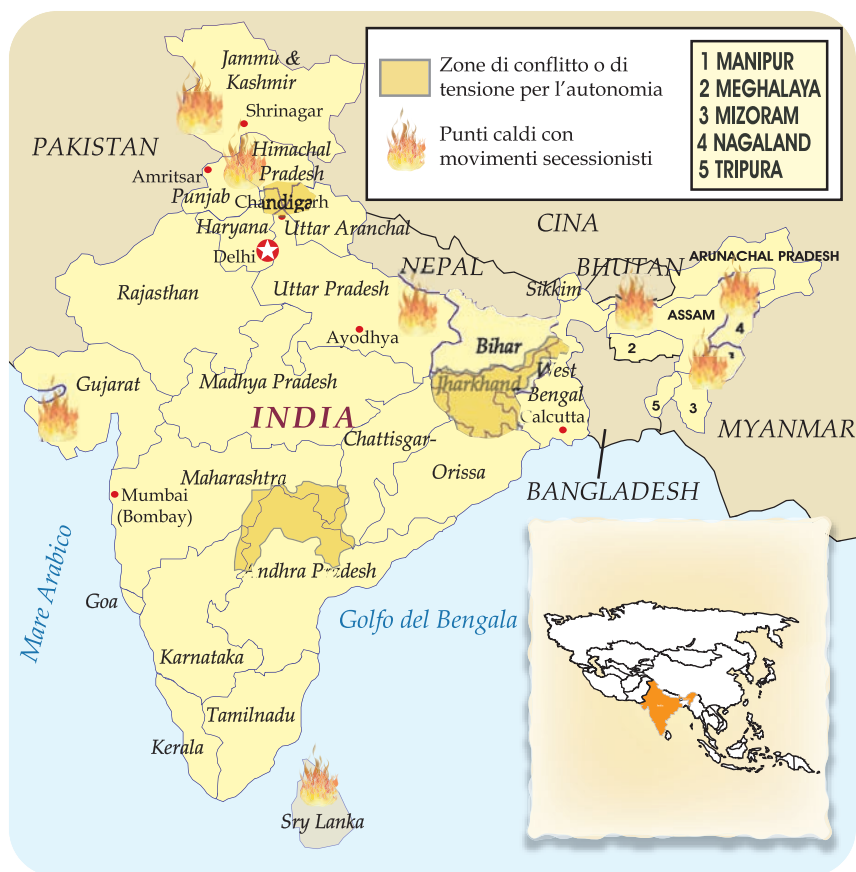 Zone di conflitto o di
tensione per l'autonomia
Punti caldi con
movimenti secessionisti
1 MANIPUR
2 MEGHALAYA
3 MIZORAM
4 NAGALAND
5 TRIPURA
Jammu &
Kashmir
Shrinagar
PAKISTAN
Himachal
Pradesh
Amritsar
Punjab
Chandigarh
Haryana
Uttar Aranchal
Delhi
CINA
NEPAL
BHUTAN
ARUNACHAL PRADESH
Sikkim
Rajasthan
Uttar Pradesh
ASSAM
4
Ayodhya
Bihar
2
1
Gujarat
Madhya Pradesh
Jharkhand
West
Bengal
Calcutta
5
3
INDIA
MYANMAR
Chattisgar-
Orissa
Maharashtra
BANGLADESH
Mumbai
(Bombay)
Mare Arabico
Andhra Pradesh
Goa
Golfo del Bengala
Karnataka
Tamilnadu
Kerala
Sry Lanka